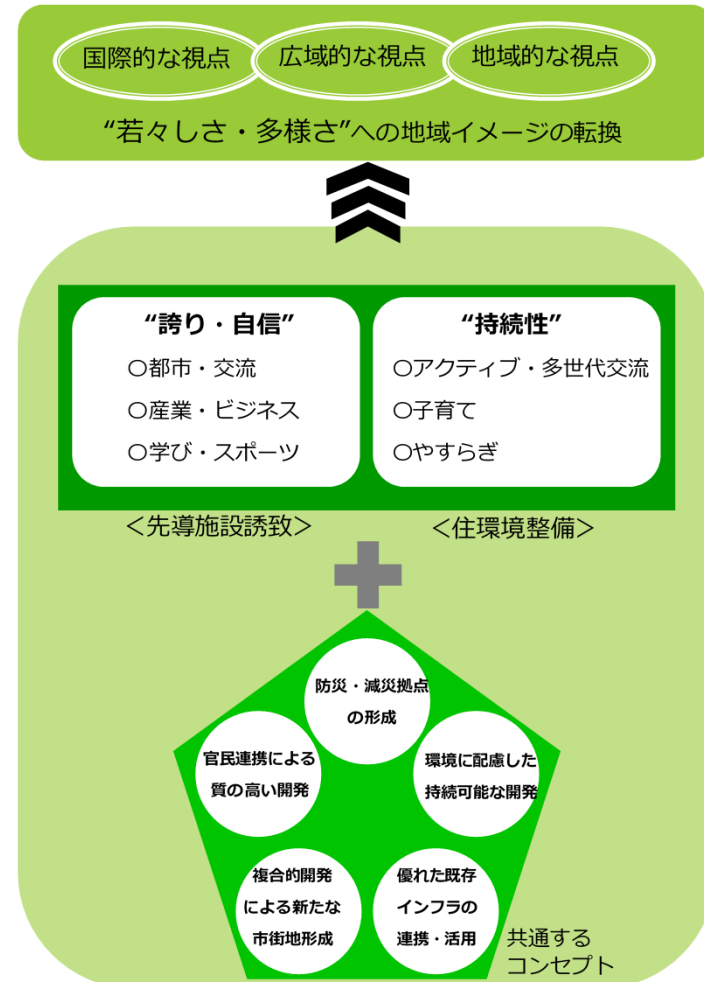 国際的な視点 広域的な視点 地域的な視点
“若々しさ・多様さ”への地域イメージの転換
“誇り・自信”
〇都市・交流
〇産業・ビジネス
〇学び・スポーツ
“持続性”
〇アクティブ・多世代交流
〇子育て
〇やすらぎ
＜先導施設誘致＞
＜住環境整備＞
防災・減災拠点
の形成
官民連携による
質の高い開発
環境に配慮した
持続可能な開発
複合的開発
による新たな
市街地形成
優れた既存
インフラの
連携・活用
共通する
コンセプト